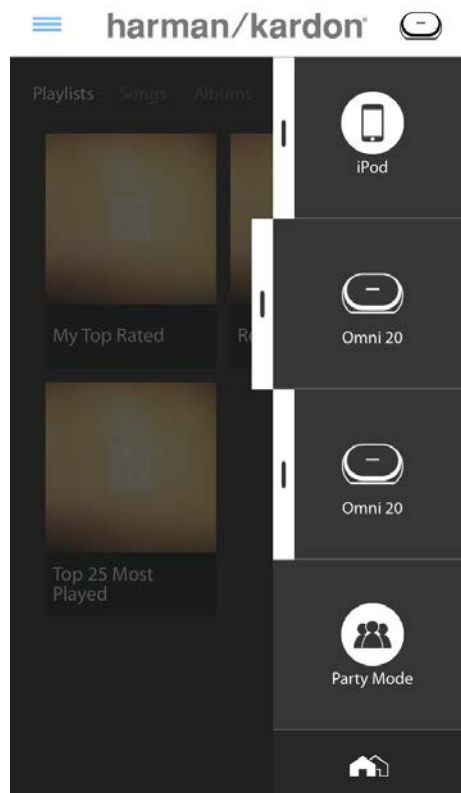 harman/kardon
Playlists Songs Albums
iPod
My Top Rated
Omni 20
Omni 20
Top 25 Most
Played
Party Mode